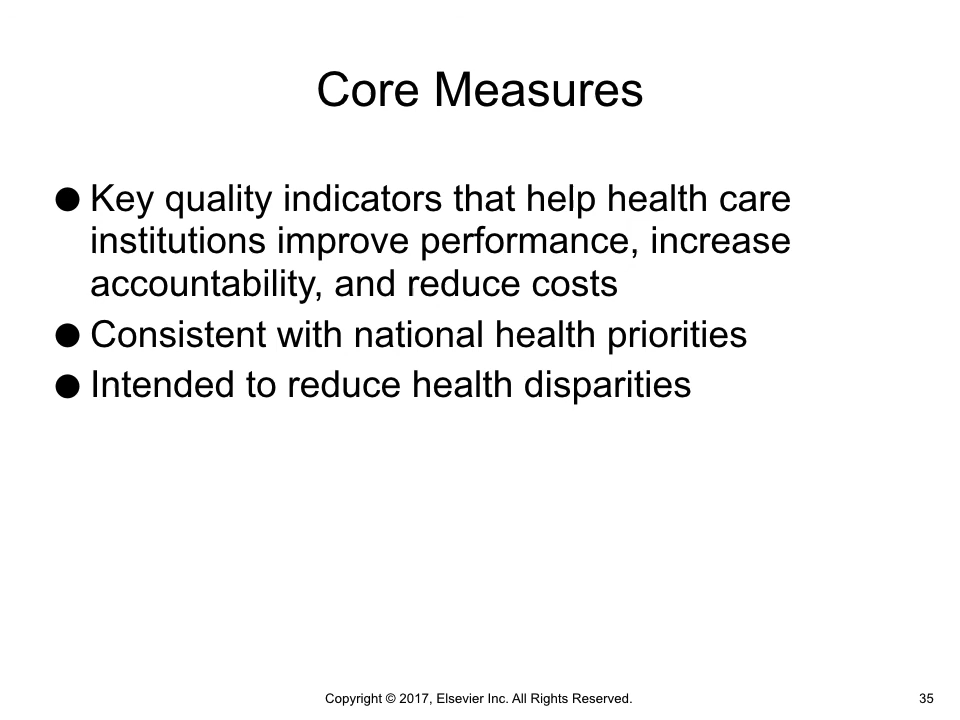 Core Measures
● Key quality indicators that help health care
institutions improve performance, increase
accountability, and reduce costs
● Consistent with national health priorities
● Intended to reduce health disparities
Copyright © 2017, Elsevier Inc. All Rights Reserved.
35